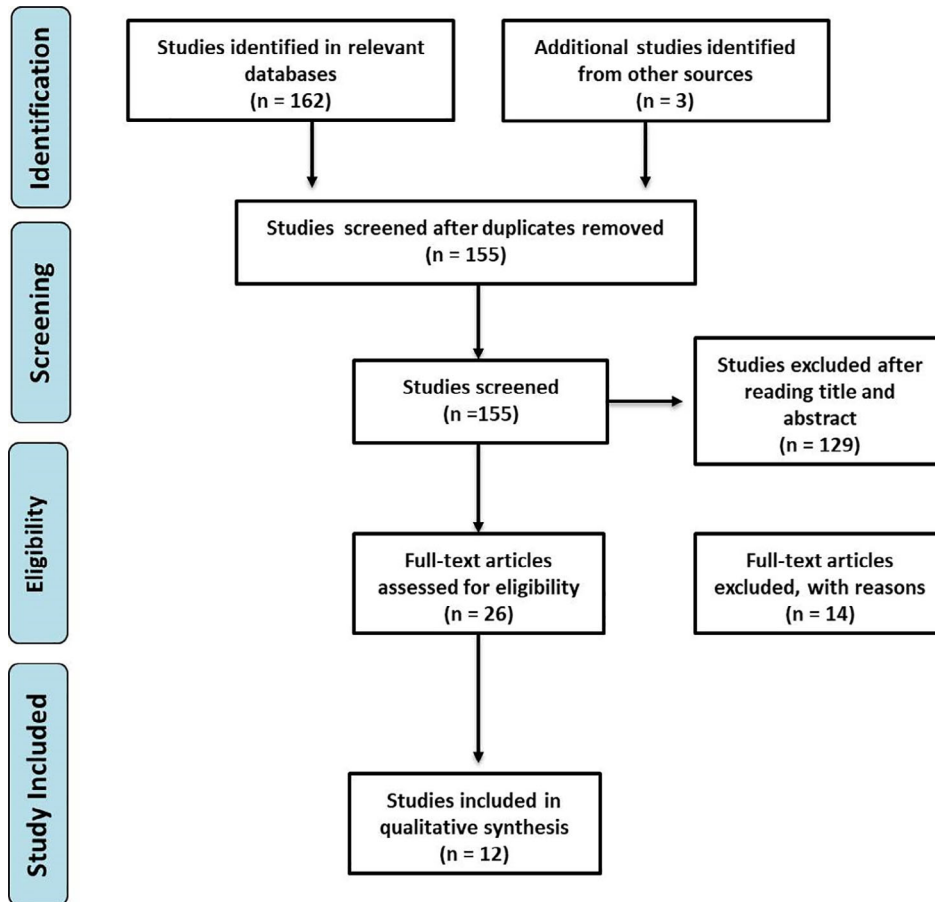 Identification
Studies identified in relevant
databases
(n = 162)
Additional studies identified
from other sources
(n = 3)
Screening
Studies screened after duplicates removed
(n = 155)
Studies screened
(n =155)
Studies excluded after
reading title and
abstract
(n = 129)
Eligibility
Full-text articles
assessed for eligibility
(n = 26)
Full-text articles
excluded, with reasons
(n = 14)
Study Included
Studies included in
qualitative synthesis
(n = 12)